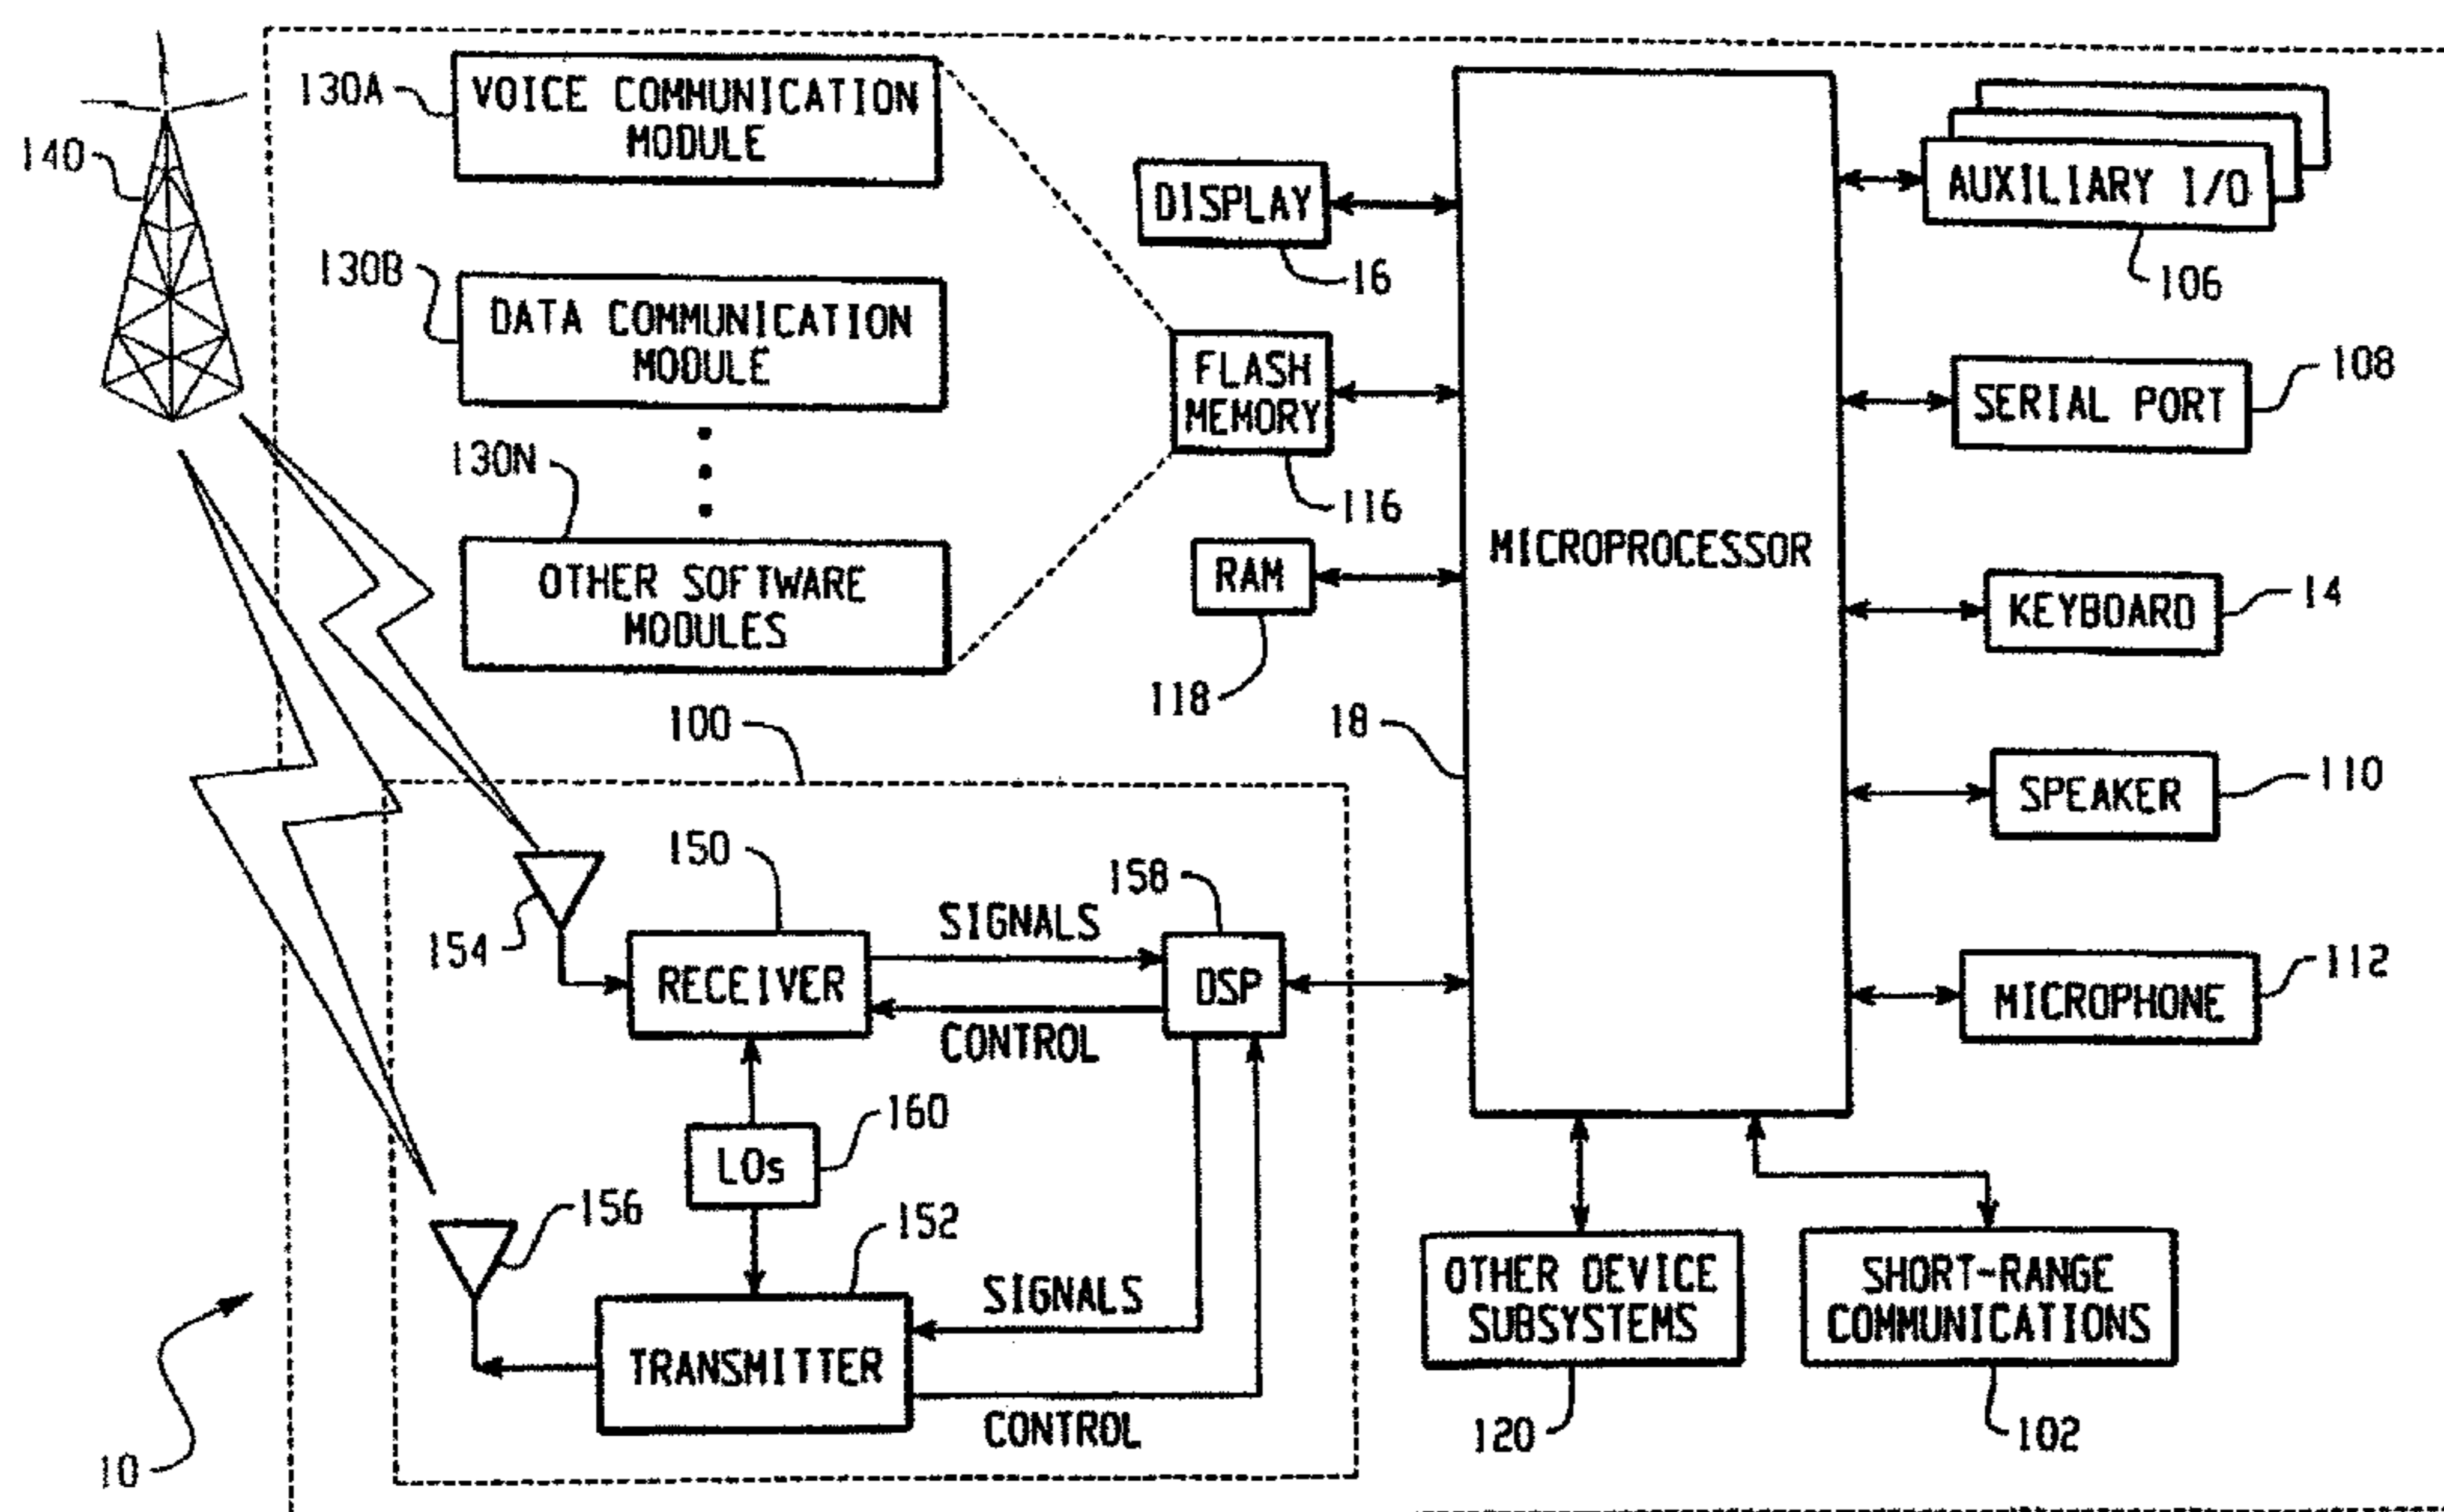 130A
VOICE COMMUNICATION
MODULE
140
130B
DATA COMMUNICATION
MODULE
130N
OTHER SOFTWARE
MODULES
DISPLAY
16
FLASH
MEMORY
116
RAM
118
MICROPROCESSOR
18
AUXILIARY I/O
106
SERIAL PORT
108
KEYBOARD
14
SPEAKER
110
MICROPHONE
112
100
150
154
RECEIVER
SIGNALS
CONTROL
158
DSP
160
LOs
156
152
TRANSMITTER
SIGNALS
CONTROL
OTHER DEVICE
SUBSYSTEMS
120
SHORT-RANGE
COMMUNICATIONS
102
10